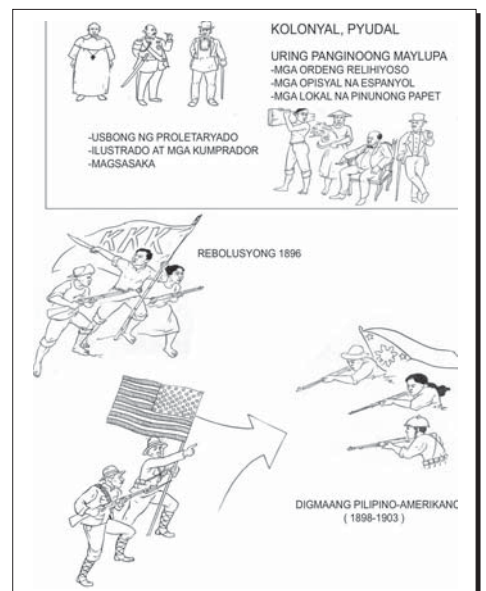 KOLONYAL, PYUDAL
URING PANGINOONG MAYLUPA
-MGA ORDENG RELIHIYOSO
-MGA OPISYAL NA ESPANYOL
-MGA LOKAL NA PINUNONG PAPET
-USBONG NG PROLETARYADO
-ILUSTRADO AT MGA KUMPRADOR
-MAGSASAKA
KKK
REBOLUSYONG 1896
DIGMAANG PILIPINO-AMERIKANO
( 1898-1903 )